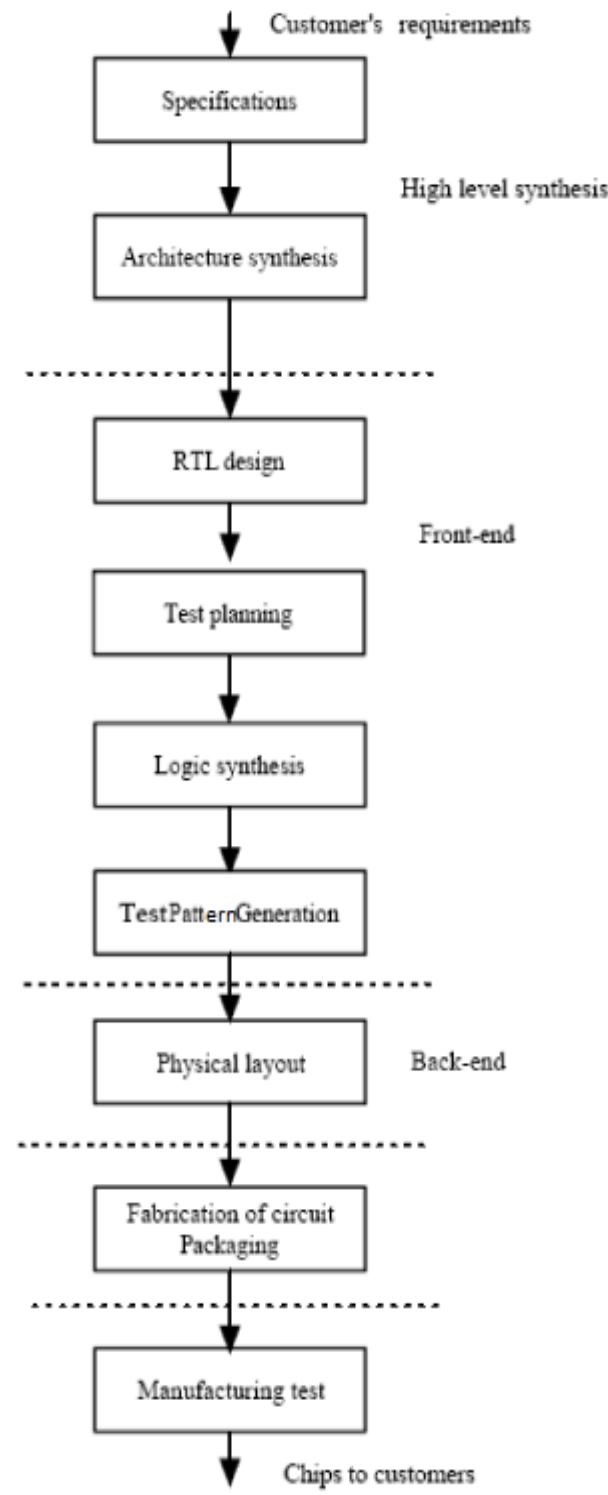 Customer's requirements
Specifications
High level synthesis
Architecture synthesis
RTL design
Front-end
Test planning
Logic synthesis
TestPatternGeneration
Physical layout
Back-end
Fabrication of circuit
Packaging
Manufacturing test
Chips to customers